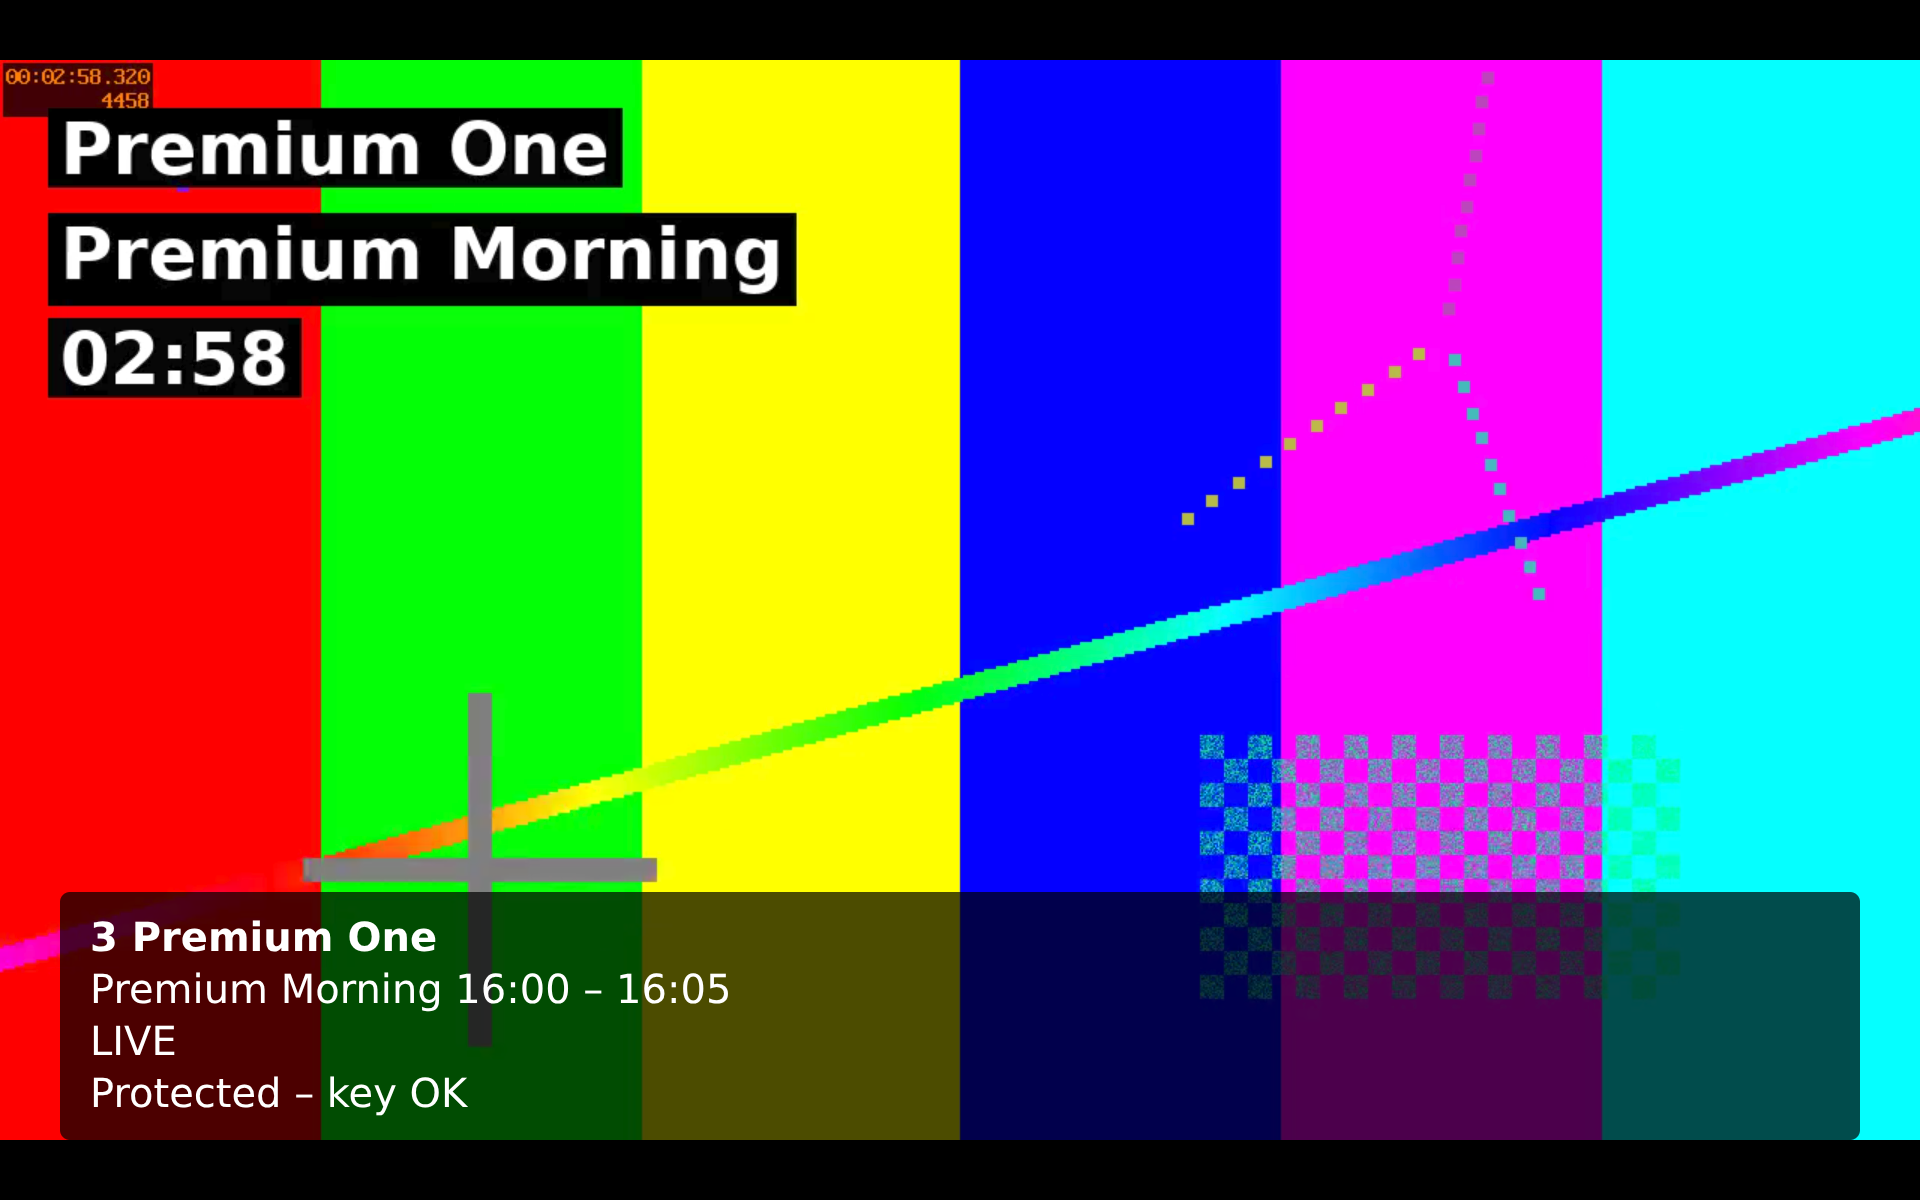 00:02:58.320
4458
Premium One
Premium Morning
02:58
3 Premium One
Premium Morning 16:00 – 16:05
LIVE
Protected – key OK